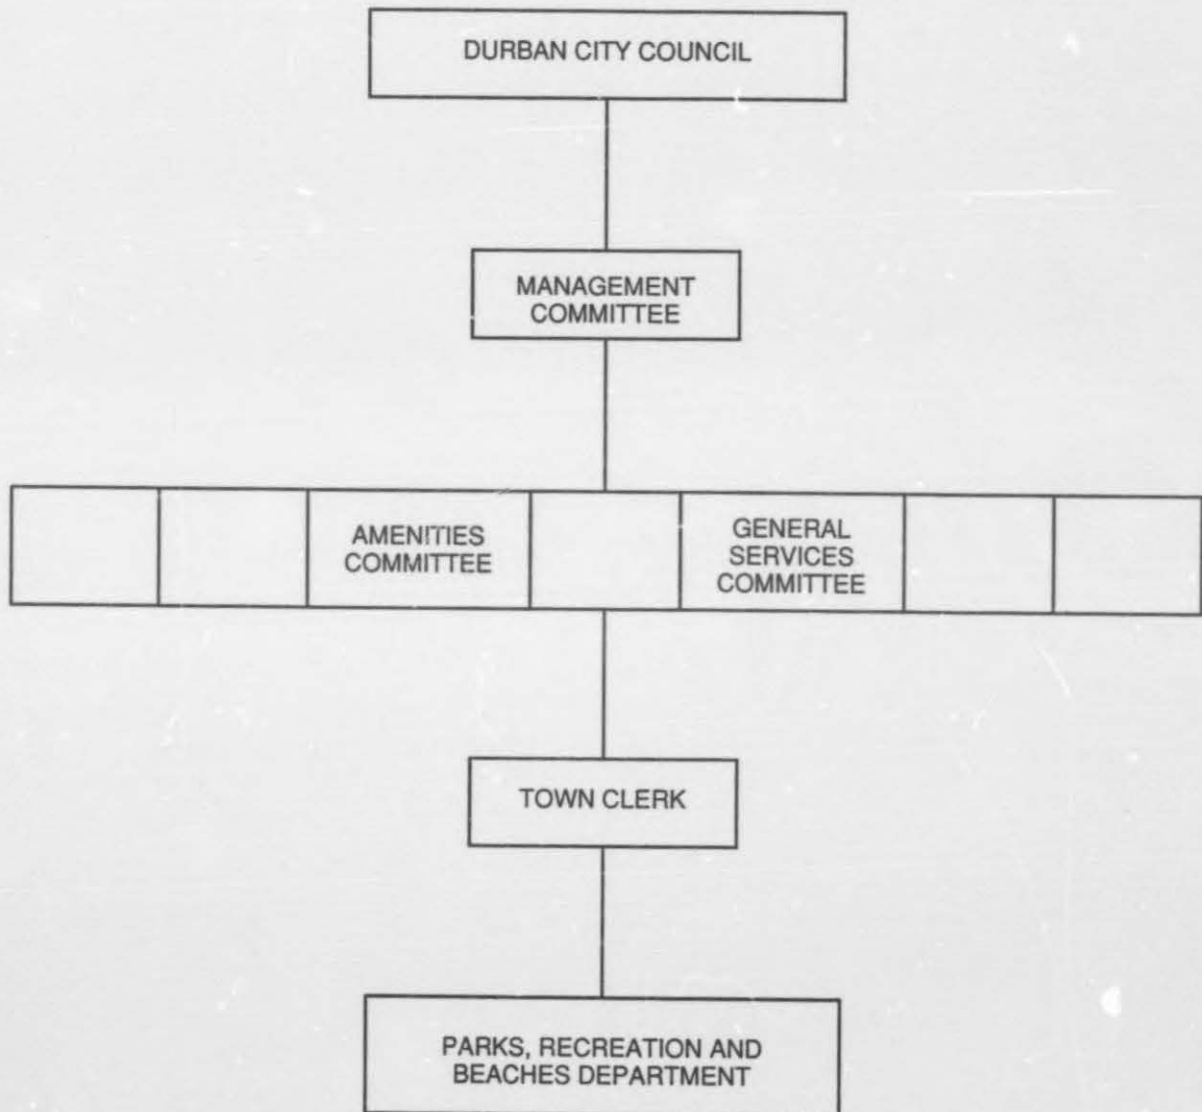 DURBAN CITY COUNCIL
MANAGEMENT
COMMITTEE
AMENITIES
COMMITTEE
GENERAL
SERVICES
COMMITTEE
TOWN CLERK
PARKS, RECREATION AND
BEACHES DEPARTMENT